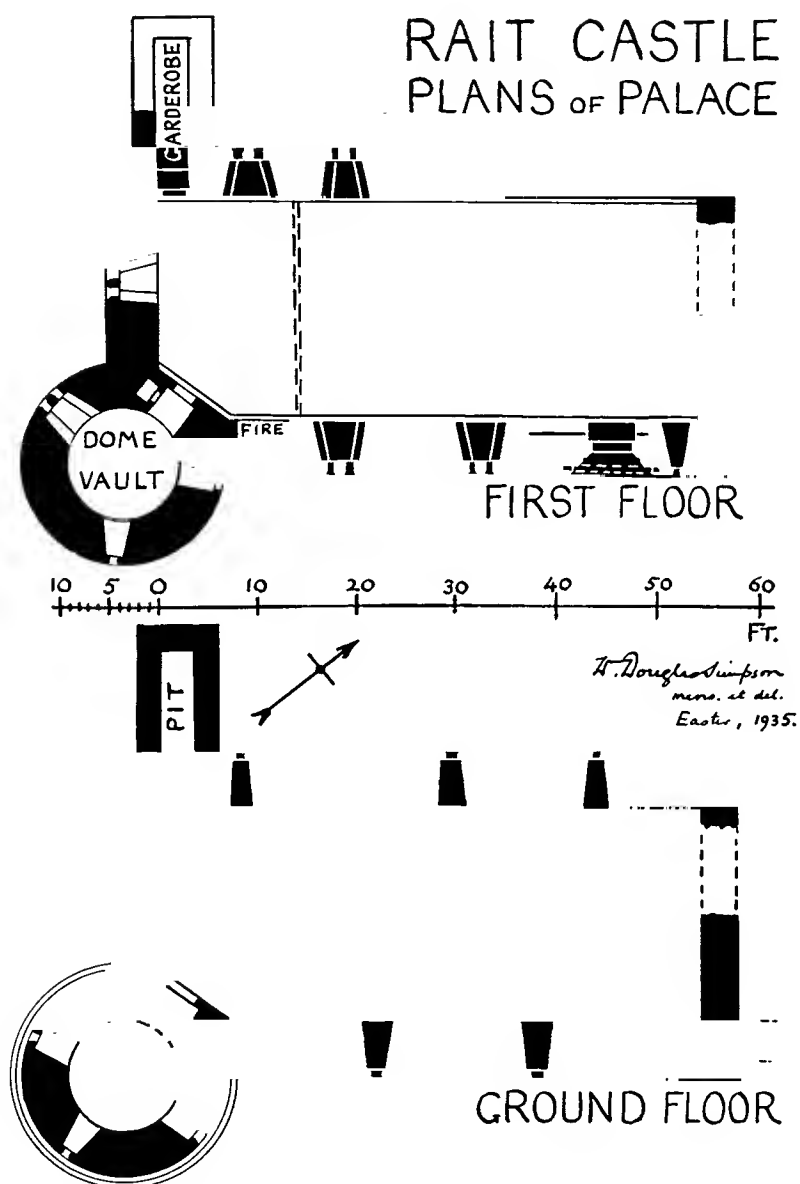 RAIT CASTLE
PLANS OF PALACE
GARDEROBE
DOME
VAULT
FIRE
FIRST FLOOR
10 5 0 10 20 30 40 50 60
FT.
W. Douglas Simpson
mens. et del.
Easter, 1935.
PIT
GROUND FLOOR